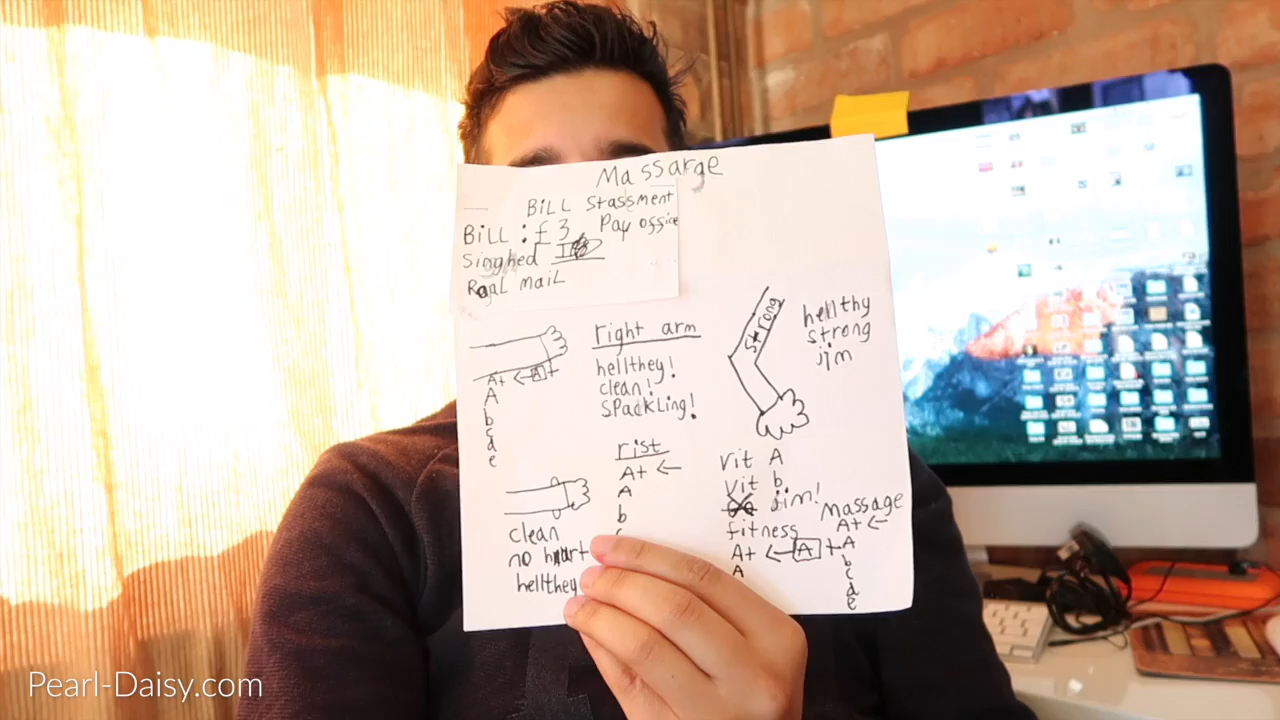 Massarge
BiLL Stassment
BiLL : £3 Pay ossice
Singhed
Roal maiL
right arm
hellthey!
clean!
Spackling!
A+ ← A+
A
b
c
d
e
Strong
hellthy
strong
jim
rist
A+ ←
A
b
clean
no hurt
hellthey
vit A
vit b
jim!
fitness
A+ ← A +
A
Massage
A+ ←
A
b
c
d
e
Pearl-Daisy.com